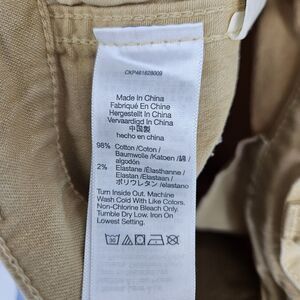 CKP461828009
Made In China
Fabriqué En Chine
Hergestellt In China
Vervaardigd In China
中国製
hecho en china
98% Cotton /Coton /
Baumwolle /Katoen /綿 /
algodón
2% Elastane /Élasthanne /
Elastan /Elastaan /
ポリウレタン /elastano
Turn Inside Out. Machine
Wash Cold With Like Colors.
Non-Chlorine Bleach Only.
Tumble Dry Low. Iron On
Lowest Setting.